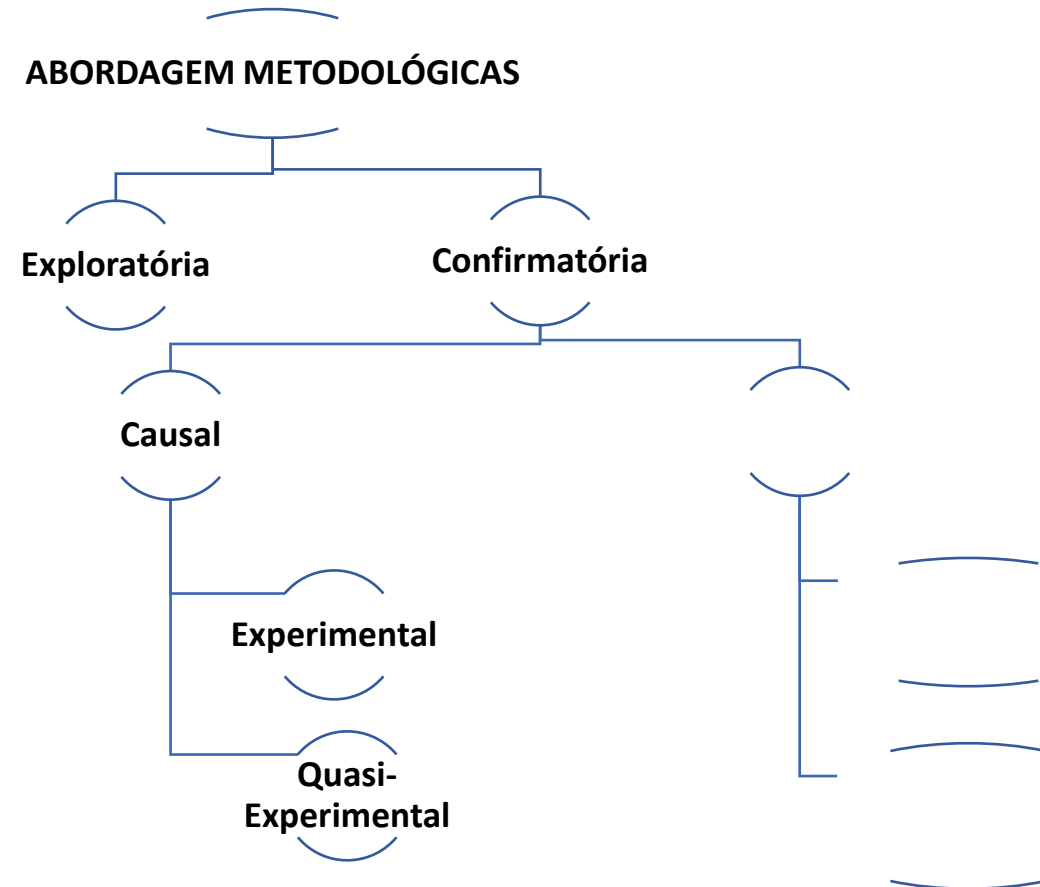 ABORDAGEM METODOLÓGICAS
Exploratória
Confirmatória
Causal
Experimental
Quasi-
Experimental